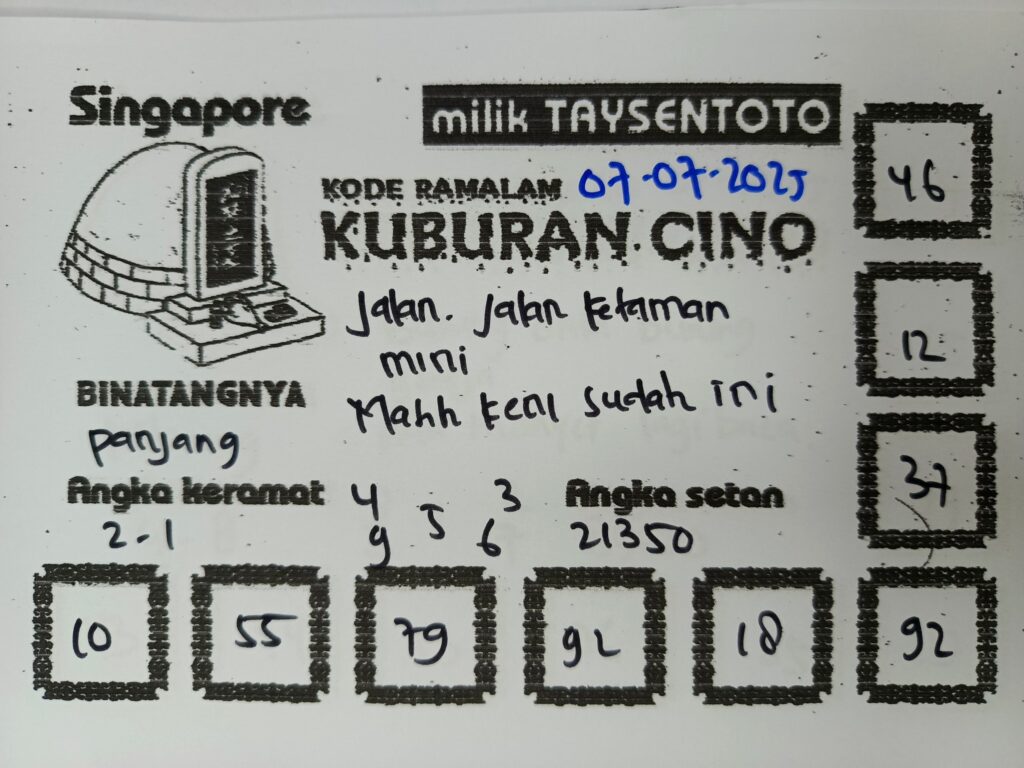 Singapore
milik TAYSENTOTO
KODE RAMALAM 07-07-2025
KUBURAN CINO
Jalan. Jalan ketaman
mini
sudah ini
BINATANGNYA
panjang
Angka keramat
2-1
4 3
5
9 6
Angka setan
21350
46
12
37
10 55 79 92 18 92